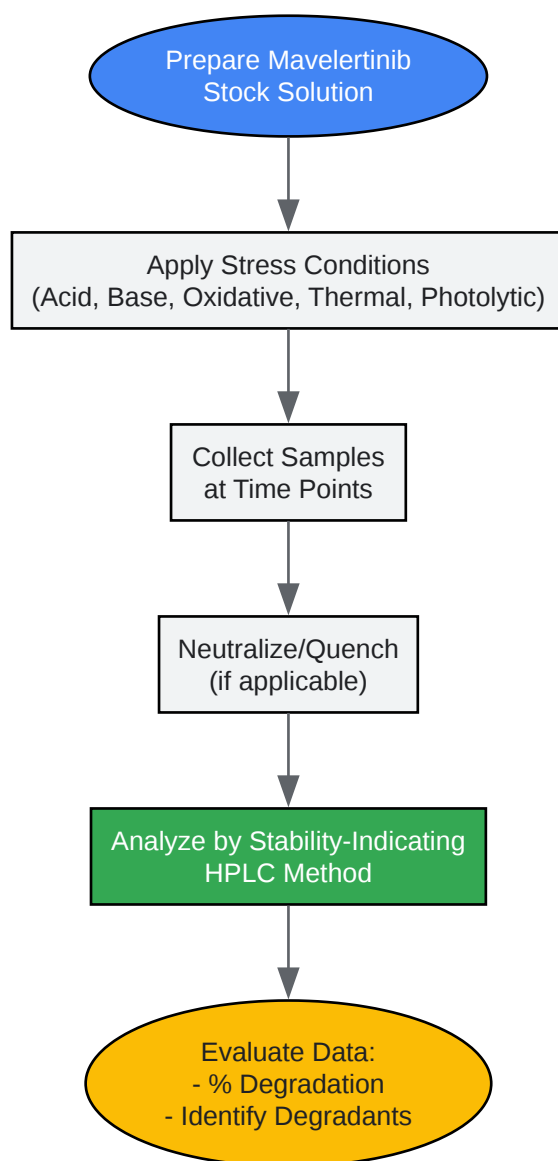 Prepare Mavelertinib
Stock Solution
Apply Stress Conditions
(Acid, Base, Oxidative, Thermal, Photolytic)
Collect Samples
at Time Points
Neutralize/Quench
(if applicable)
Analyze by Stability-Indicating
HPLC Method
Evaluate Data:
- % Degradation
- Identify Degradants